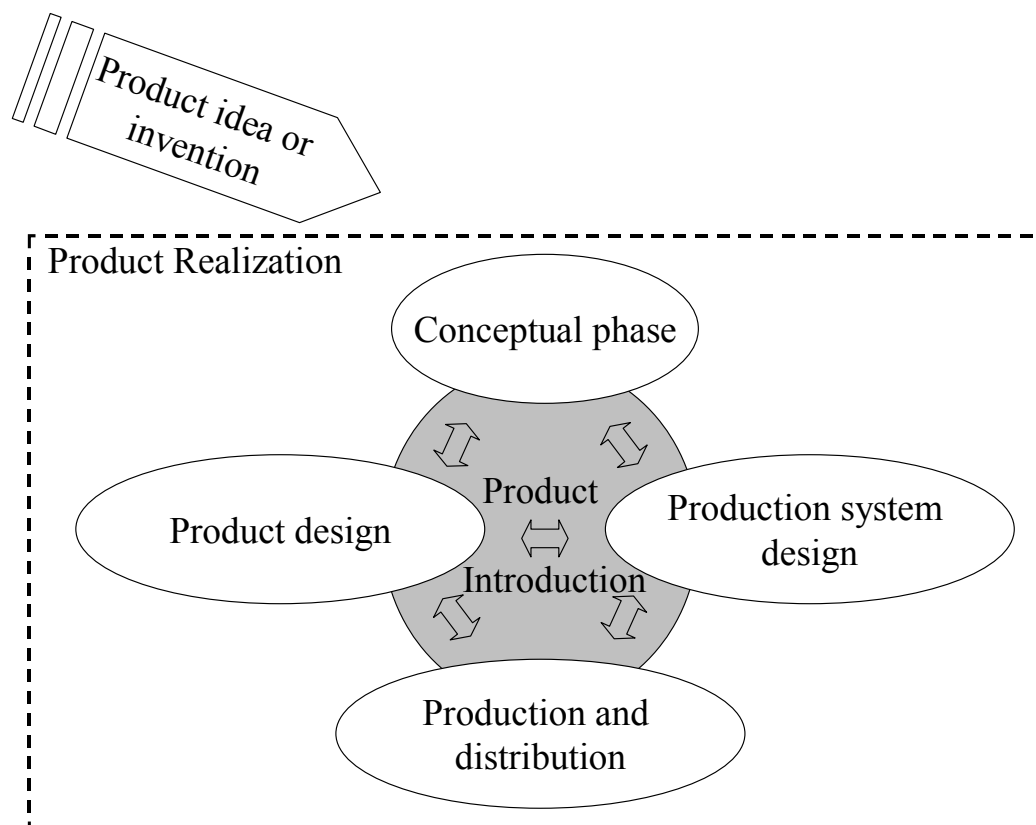 Product idea or
invention
Product Realization
Conceptual phase
Product
Introduction
Product design
Production system
design
Production and
distribution